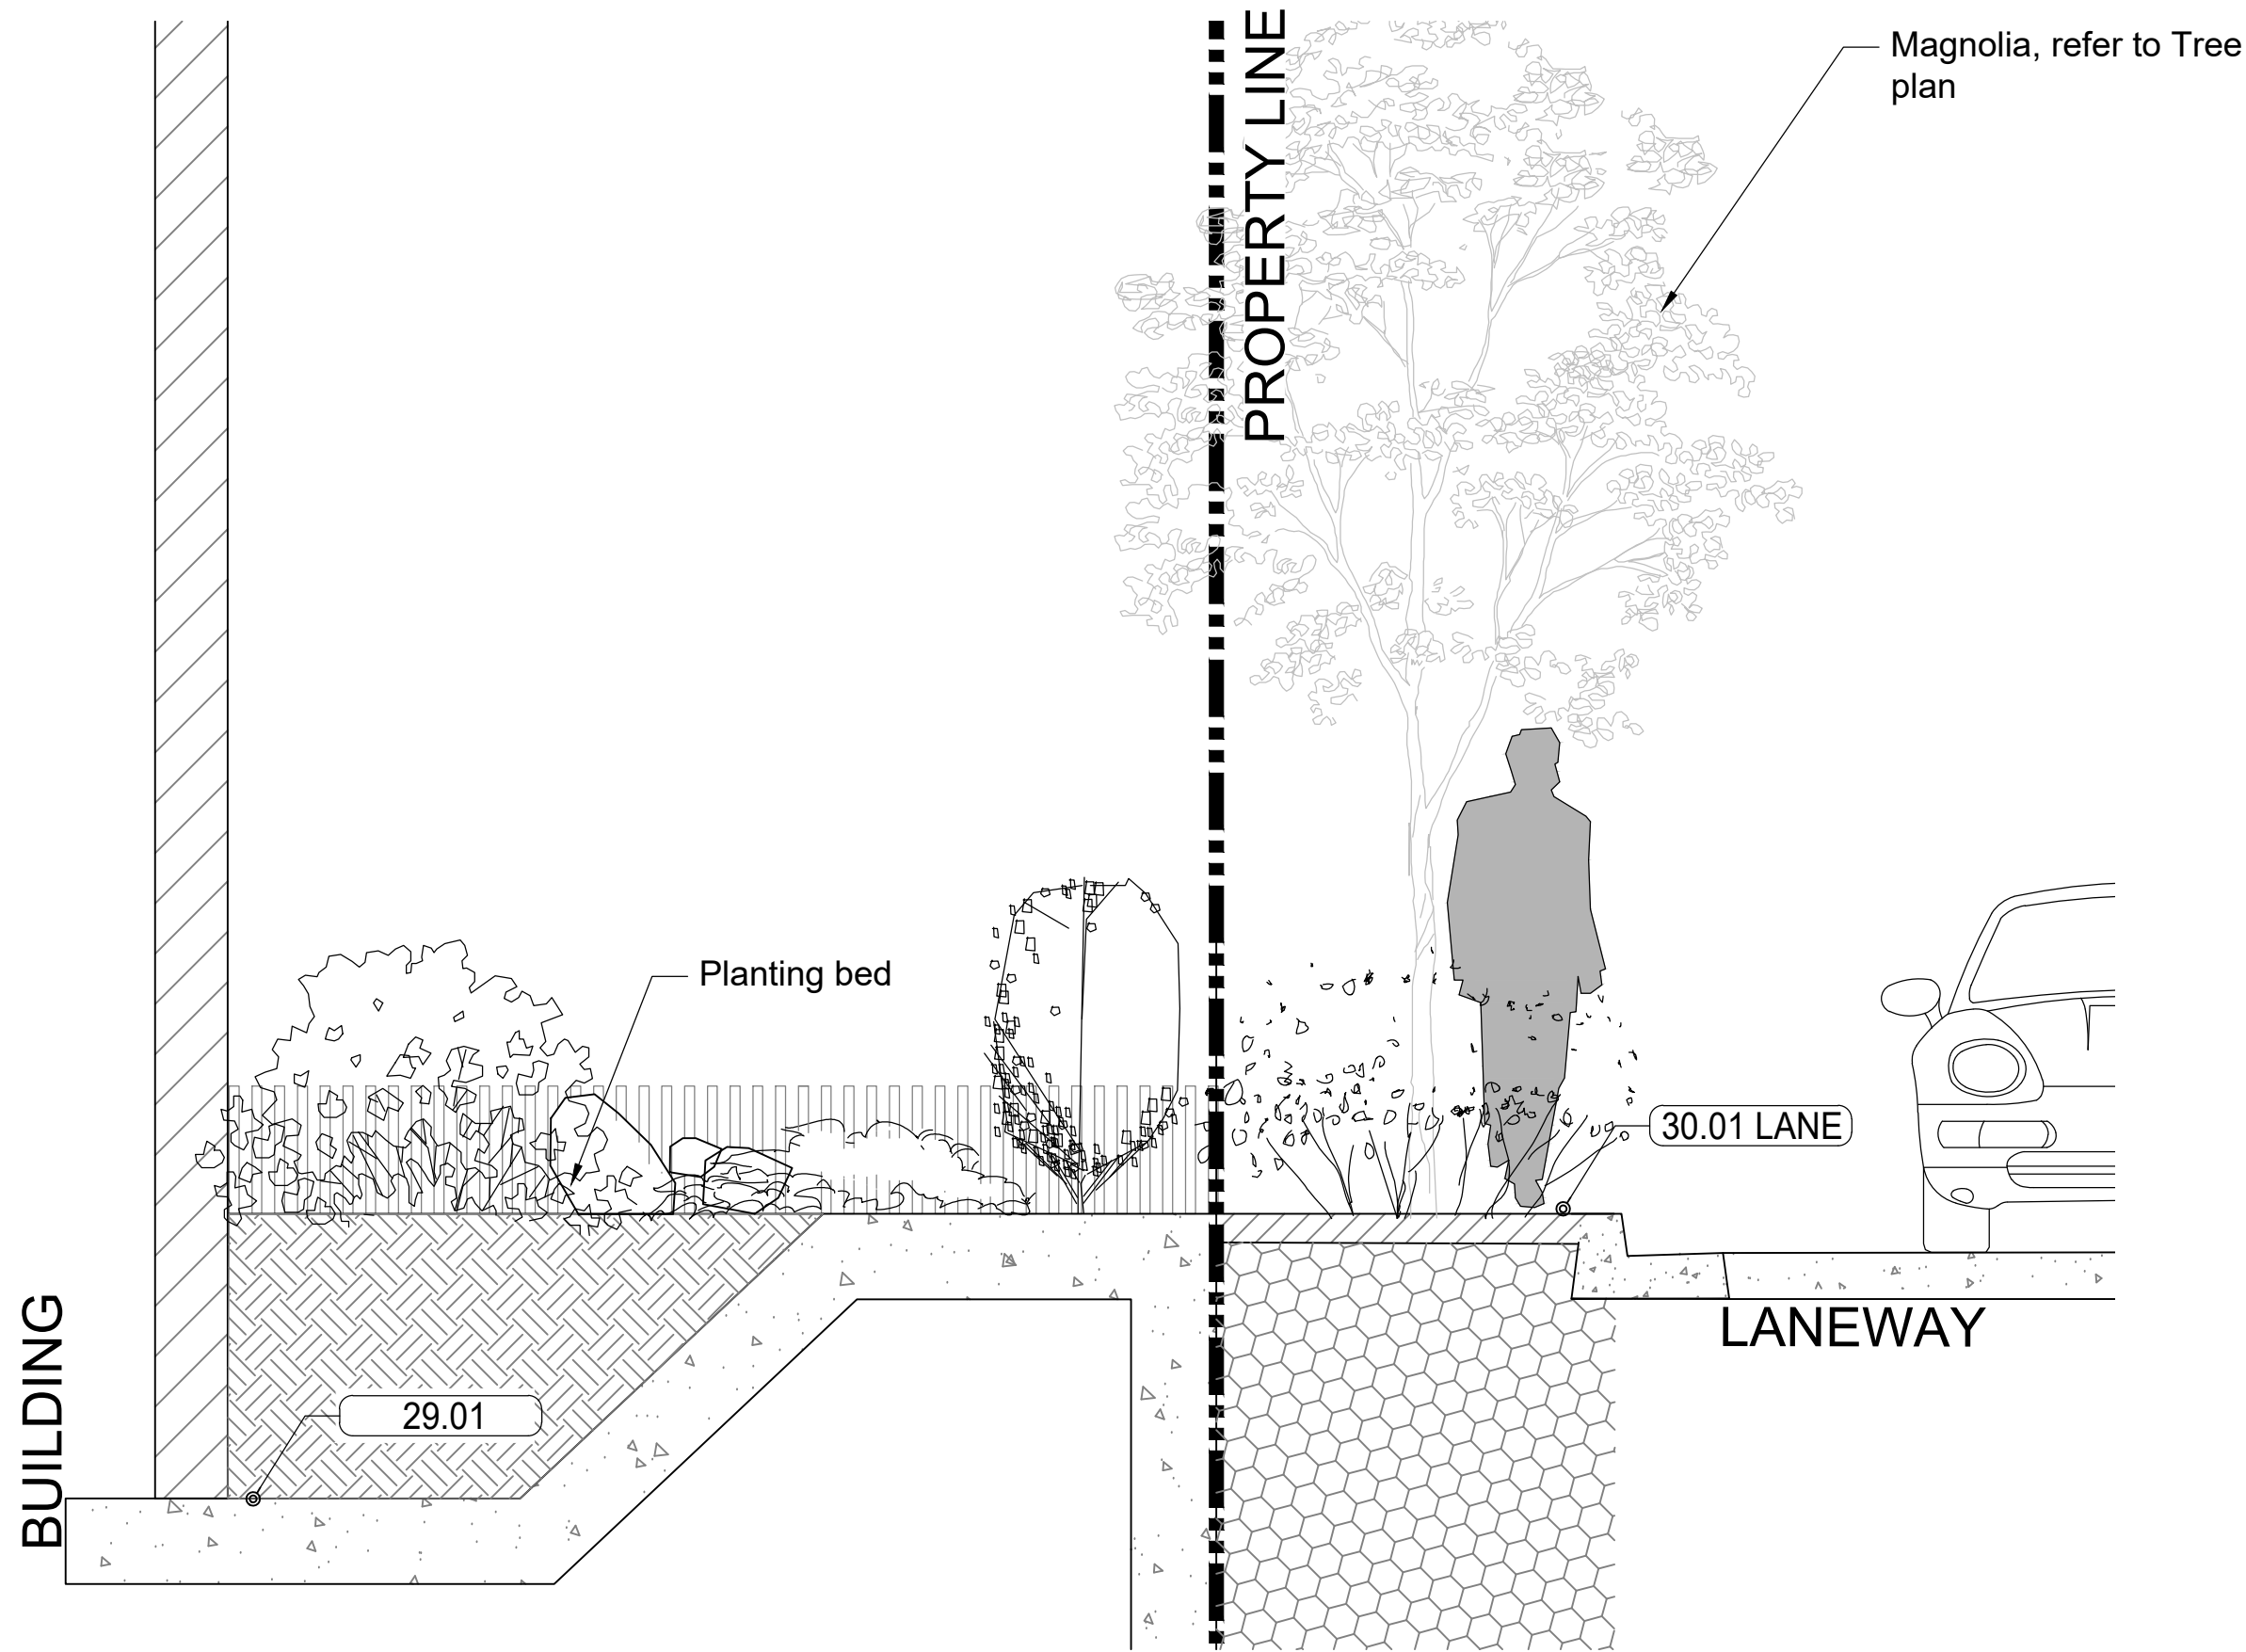 PROPERTY LINE
Magnolia, refer to Tree
plan
Planting bed
30.01 LANE
LANEWAY
29.01
BUILDING